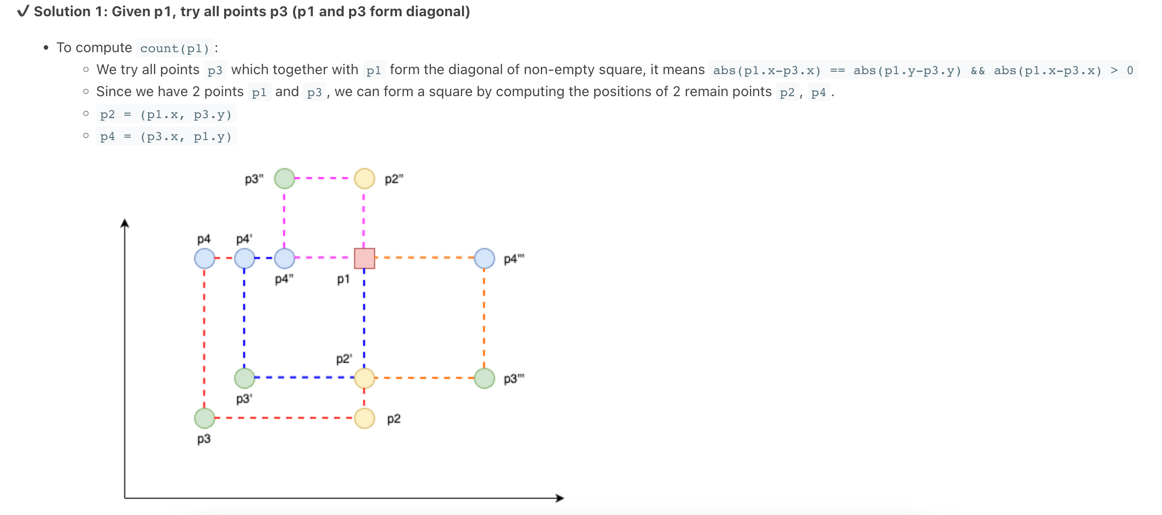 ✓ Solution 1: Given p1, try all points p3 (p1 and p3 form diagonal)
• To compute count(p1) :
◦ We try all points p3 which together with p1 form the diagonal of non-empty square, it means abs(p1.x-p3.x) == abs(p1.y-p3.y) && abs(p1.x-p3.x) > 0
◦ Since we have 2 points p1 and p3 , we can form a square by computing the positions of 2 remain points p2 , p4 .
◦ p2 = (p1.x, p3.y)
◦ p4 = (p3.x, p1.y)
p3" p2"
p4 p4'
p4'''
p4" p1
p2'
p3'''
p3'
p2
p3